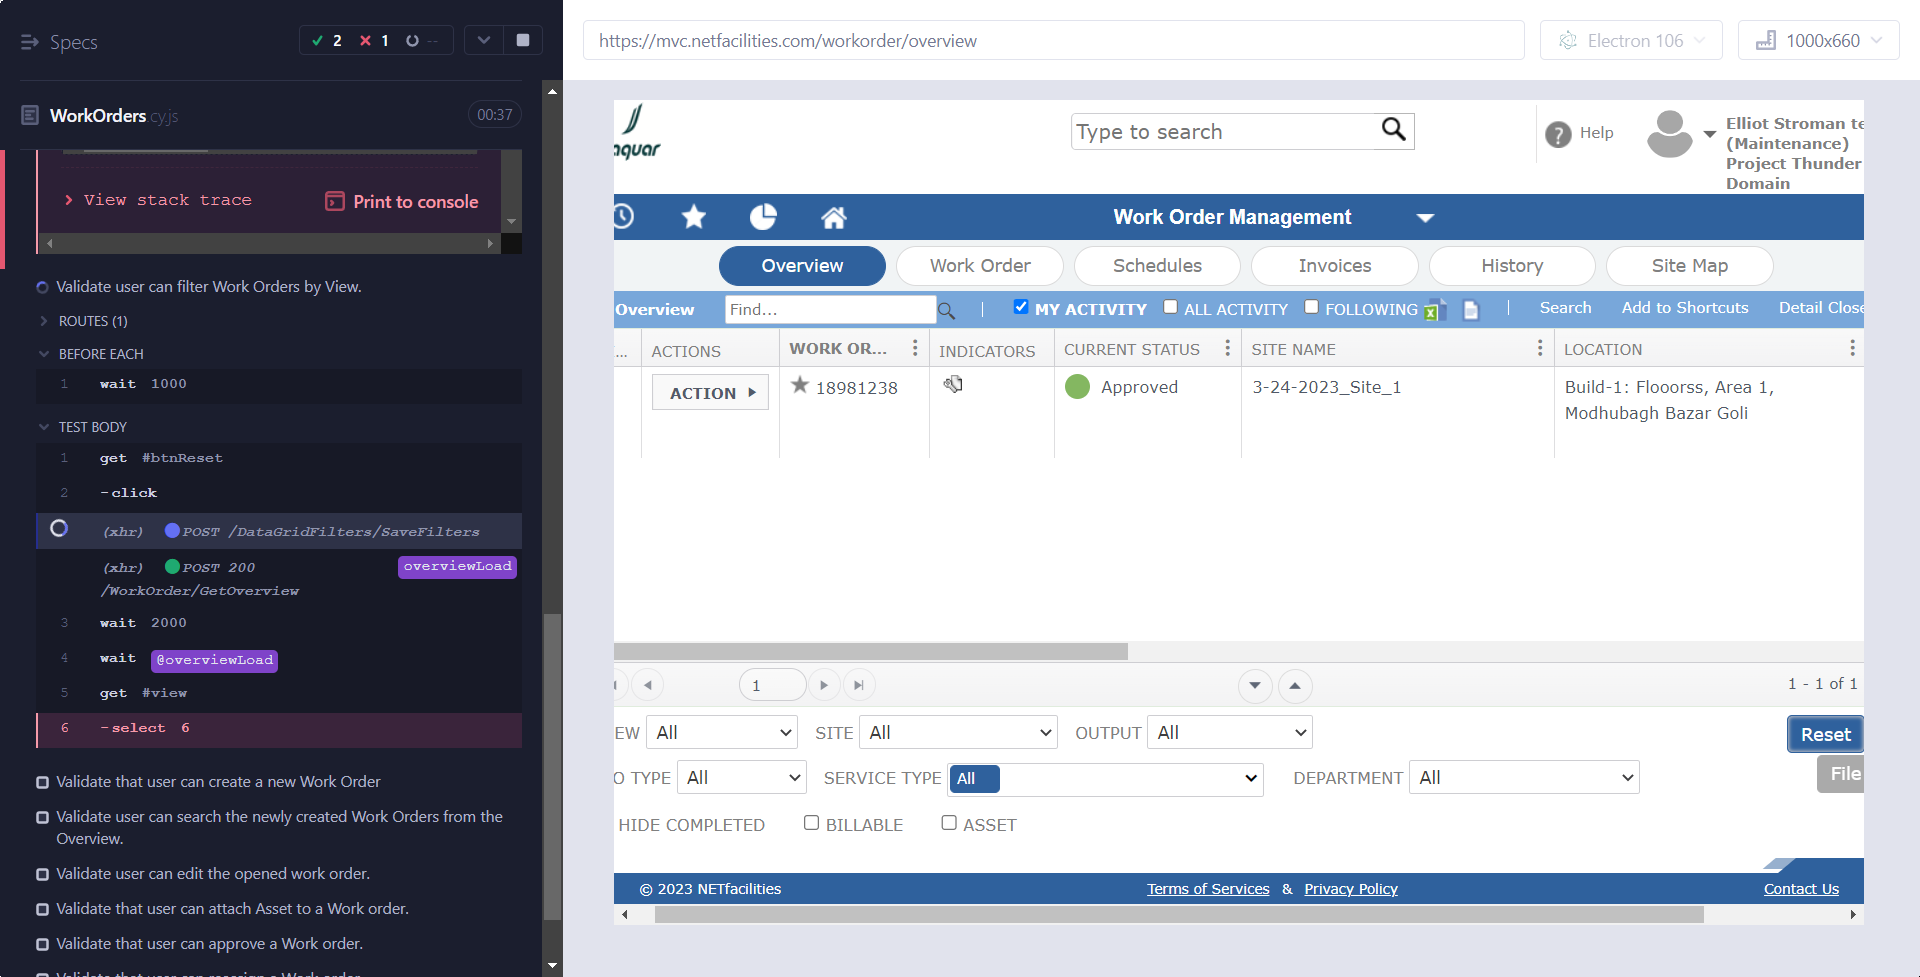 Specs
2
1
--
WorkOrders.cy.js
00:37
View stack trace
Print to console
Validate user can filter Work Orders by View.
ROUTES (1)
BEFORE EACH
1 wait 1000
TEST BODY
1 get #btnReset
2 -click
(xhr) POST /DataGridFilters/SaveFilters
(xhr) POST 200 overviewLoad
/WorkOrder/GetOverview
3 wait 2000
4 wait @overviewLoad
5 get #view
6 -select 6
Validate that user can create a new Work Order
Validate user can search the newly created Work Orders from the
Overview.
Validate user can edit the opened work order.
Validate that user can attach Asset to a Work order.
Validate that user can approve a Work order.
https://mvc.netfacilities.com/workorder/overview
Electron 106
1000x660
aquar
Type to search
? Help
Elliot Stroman te
(Maintenance)
Project Thunder
Domain
Work Order Management
Overview
Work Order
Schedules
Invoices
History
Site Map
Overview
Find...
|
MY ACTIVITY
ALL ACTIVITY
FOLLOWING
|
Search
Add to Shortcuts
Detail Close
...
ACTIONS
WORK OR...
INDICATORS
CURRENT STATUS
SITE NAME
LOCATION
ACTION
18981238
Approved
3-24-2023_Site_1
Build-1: Flooorss, Area 1,
Modhubagh Bazar Goli
1
1 - 1 of 1
EW All
SITE All
OUTPUT All
Reset
O TYPE All
SERVICE TYPE All
DEPARTMENT All
File
HIDE COMPLETED
BILLABLE
ASSET
© 2023 NETfacilities
Terms of Services & Privacy Policy
Contact Us